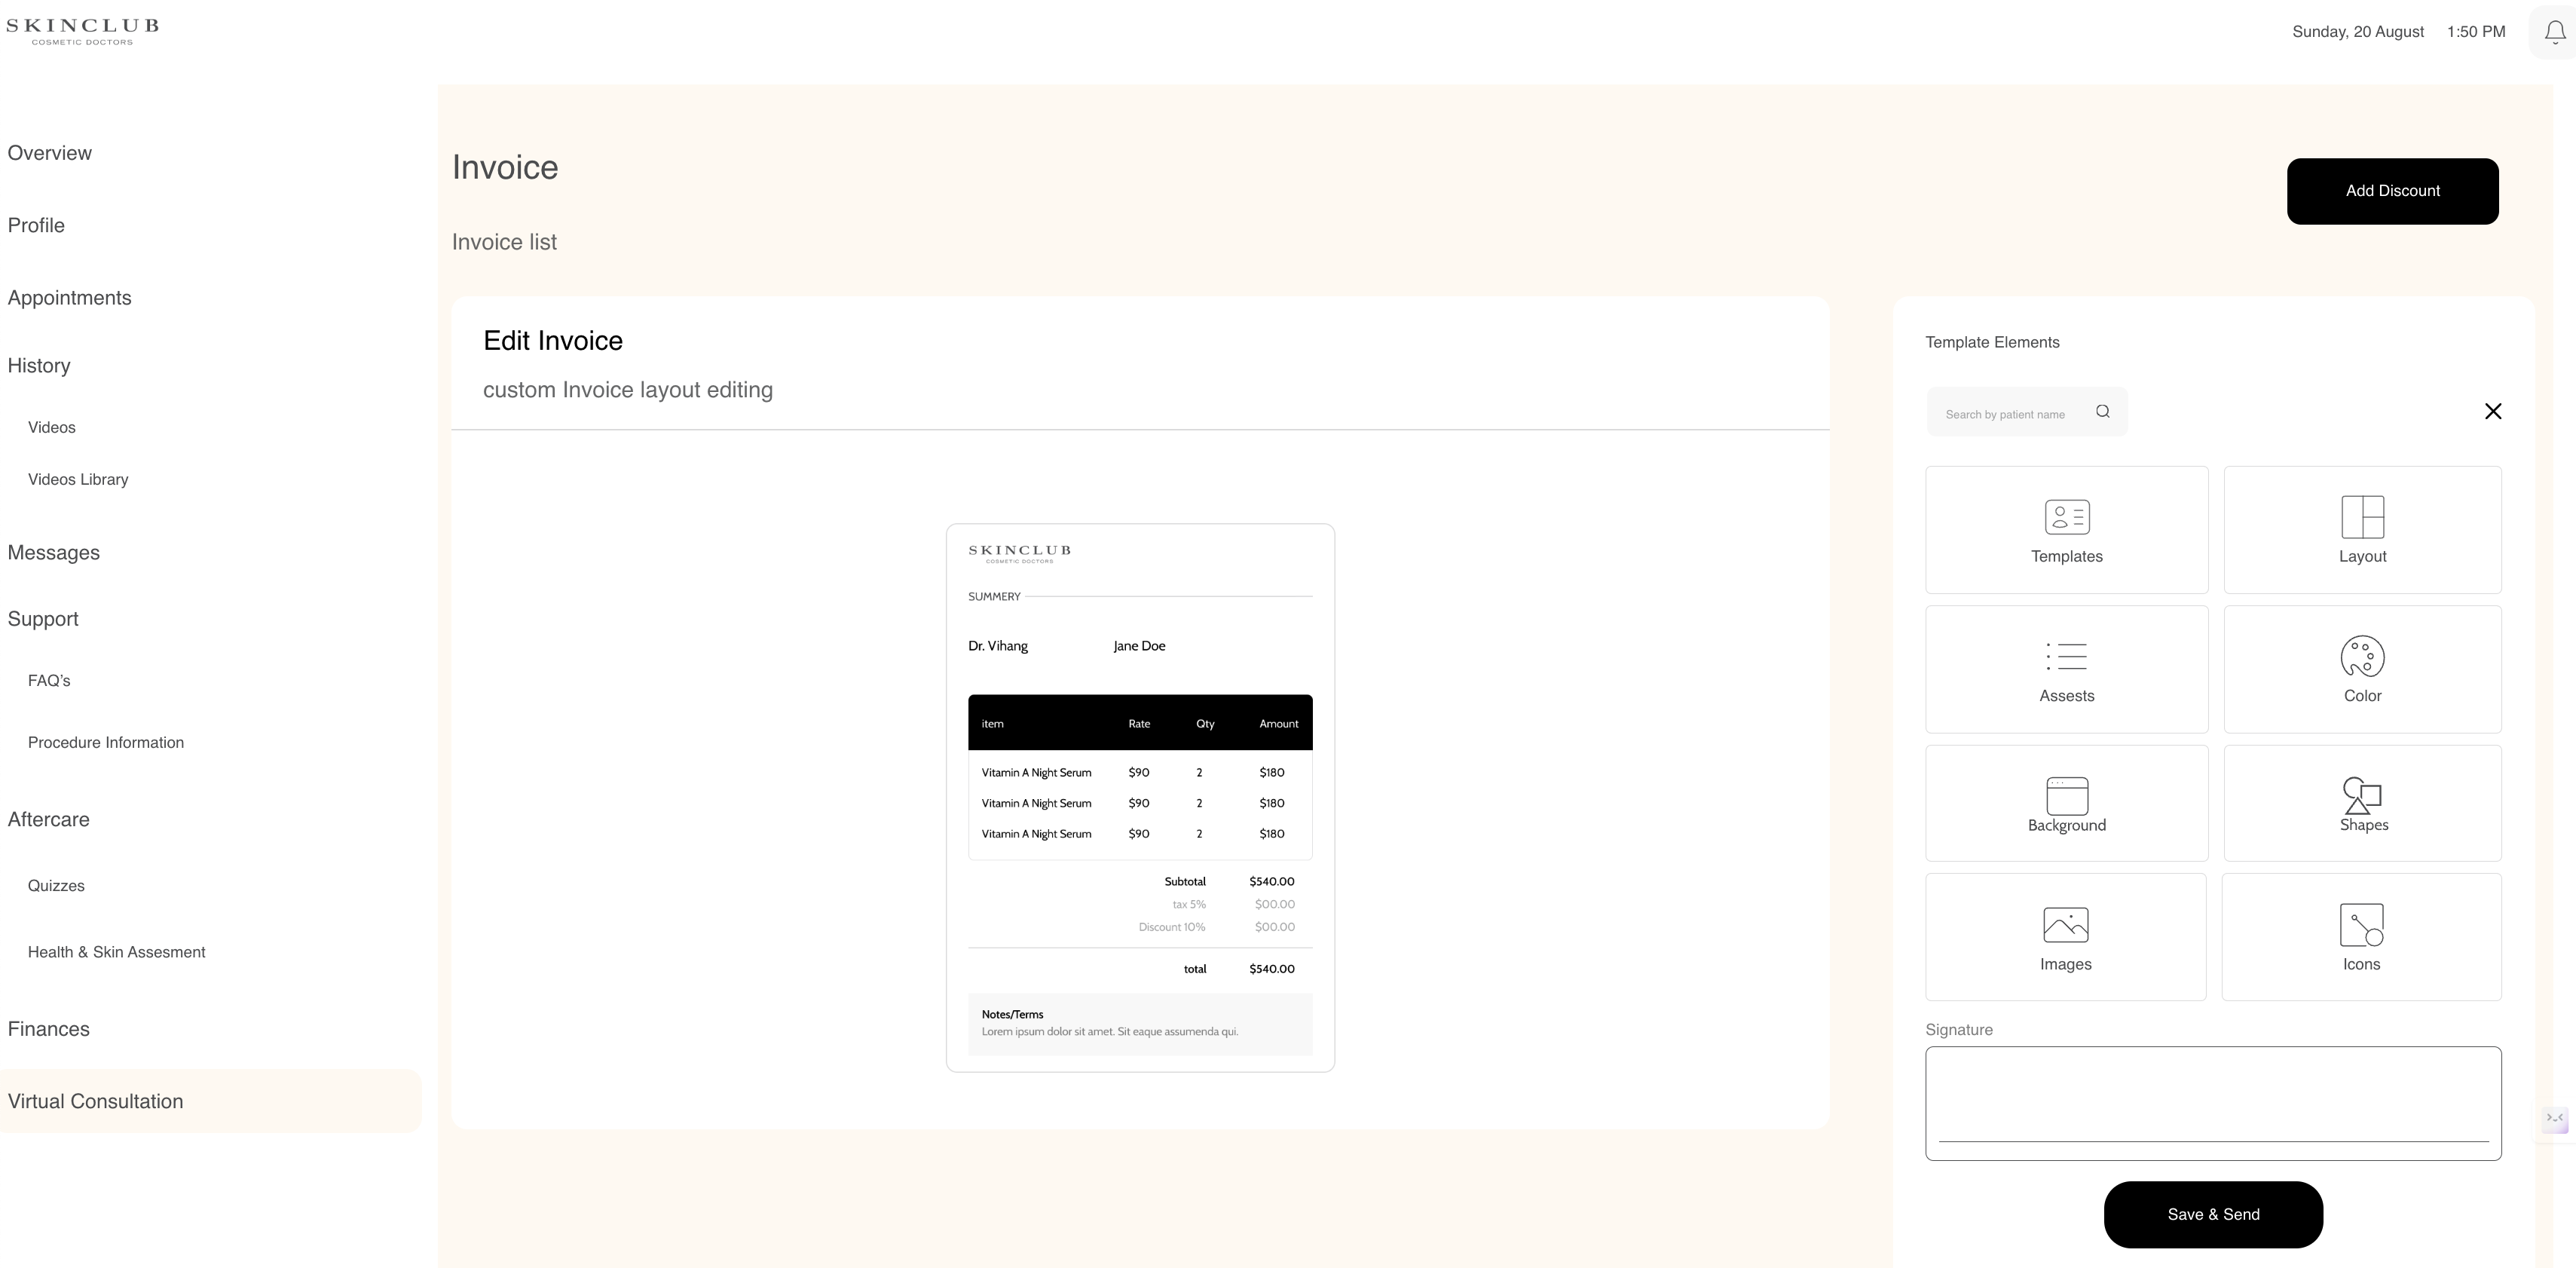 SKINCLUB
COSMETIC DOCTORS
Sunday, 20 August 1:50 PM
Overview
Profile
Appointments
History
Videos
Videos Library
Messages
Support
FAQ's
Procedure Information
Aftercare
Quizzes
Health & Skin Assesment
Finances
Virtual Consultation
Invoice
Add Discount
Invoice list
Edit Invoice
custom Invoice layout editing
SKINCLUB
COSMETIC DOCTORS
SUMMERY
Dr. Vihang Jane Doe
item Rate Qty Amount
Vitamin A Night Serum $90 2 $180
Vitamin A Night Serum $90 2 $180
Vitamin A Night Serum $90 2 $180
Subtotal $540.00
tax 5% $00.00
Discount 10% $00.00
total $540.00
Notes/Terms
Lorem ipsum dolor sit amet. Sit eaque assumenda qui.
Template Elements
Search by patient name
Templates Layout
Assests Color
Background Shapes
Images Icons
Signature
Save & Send